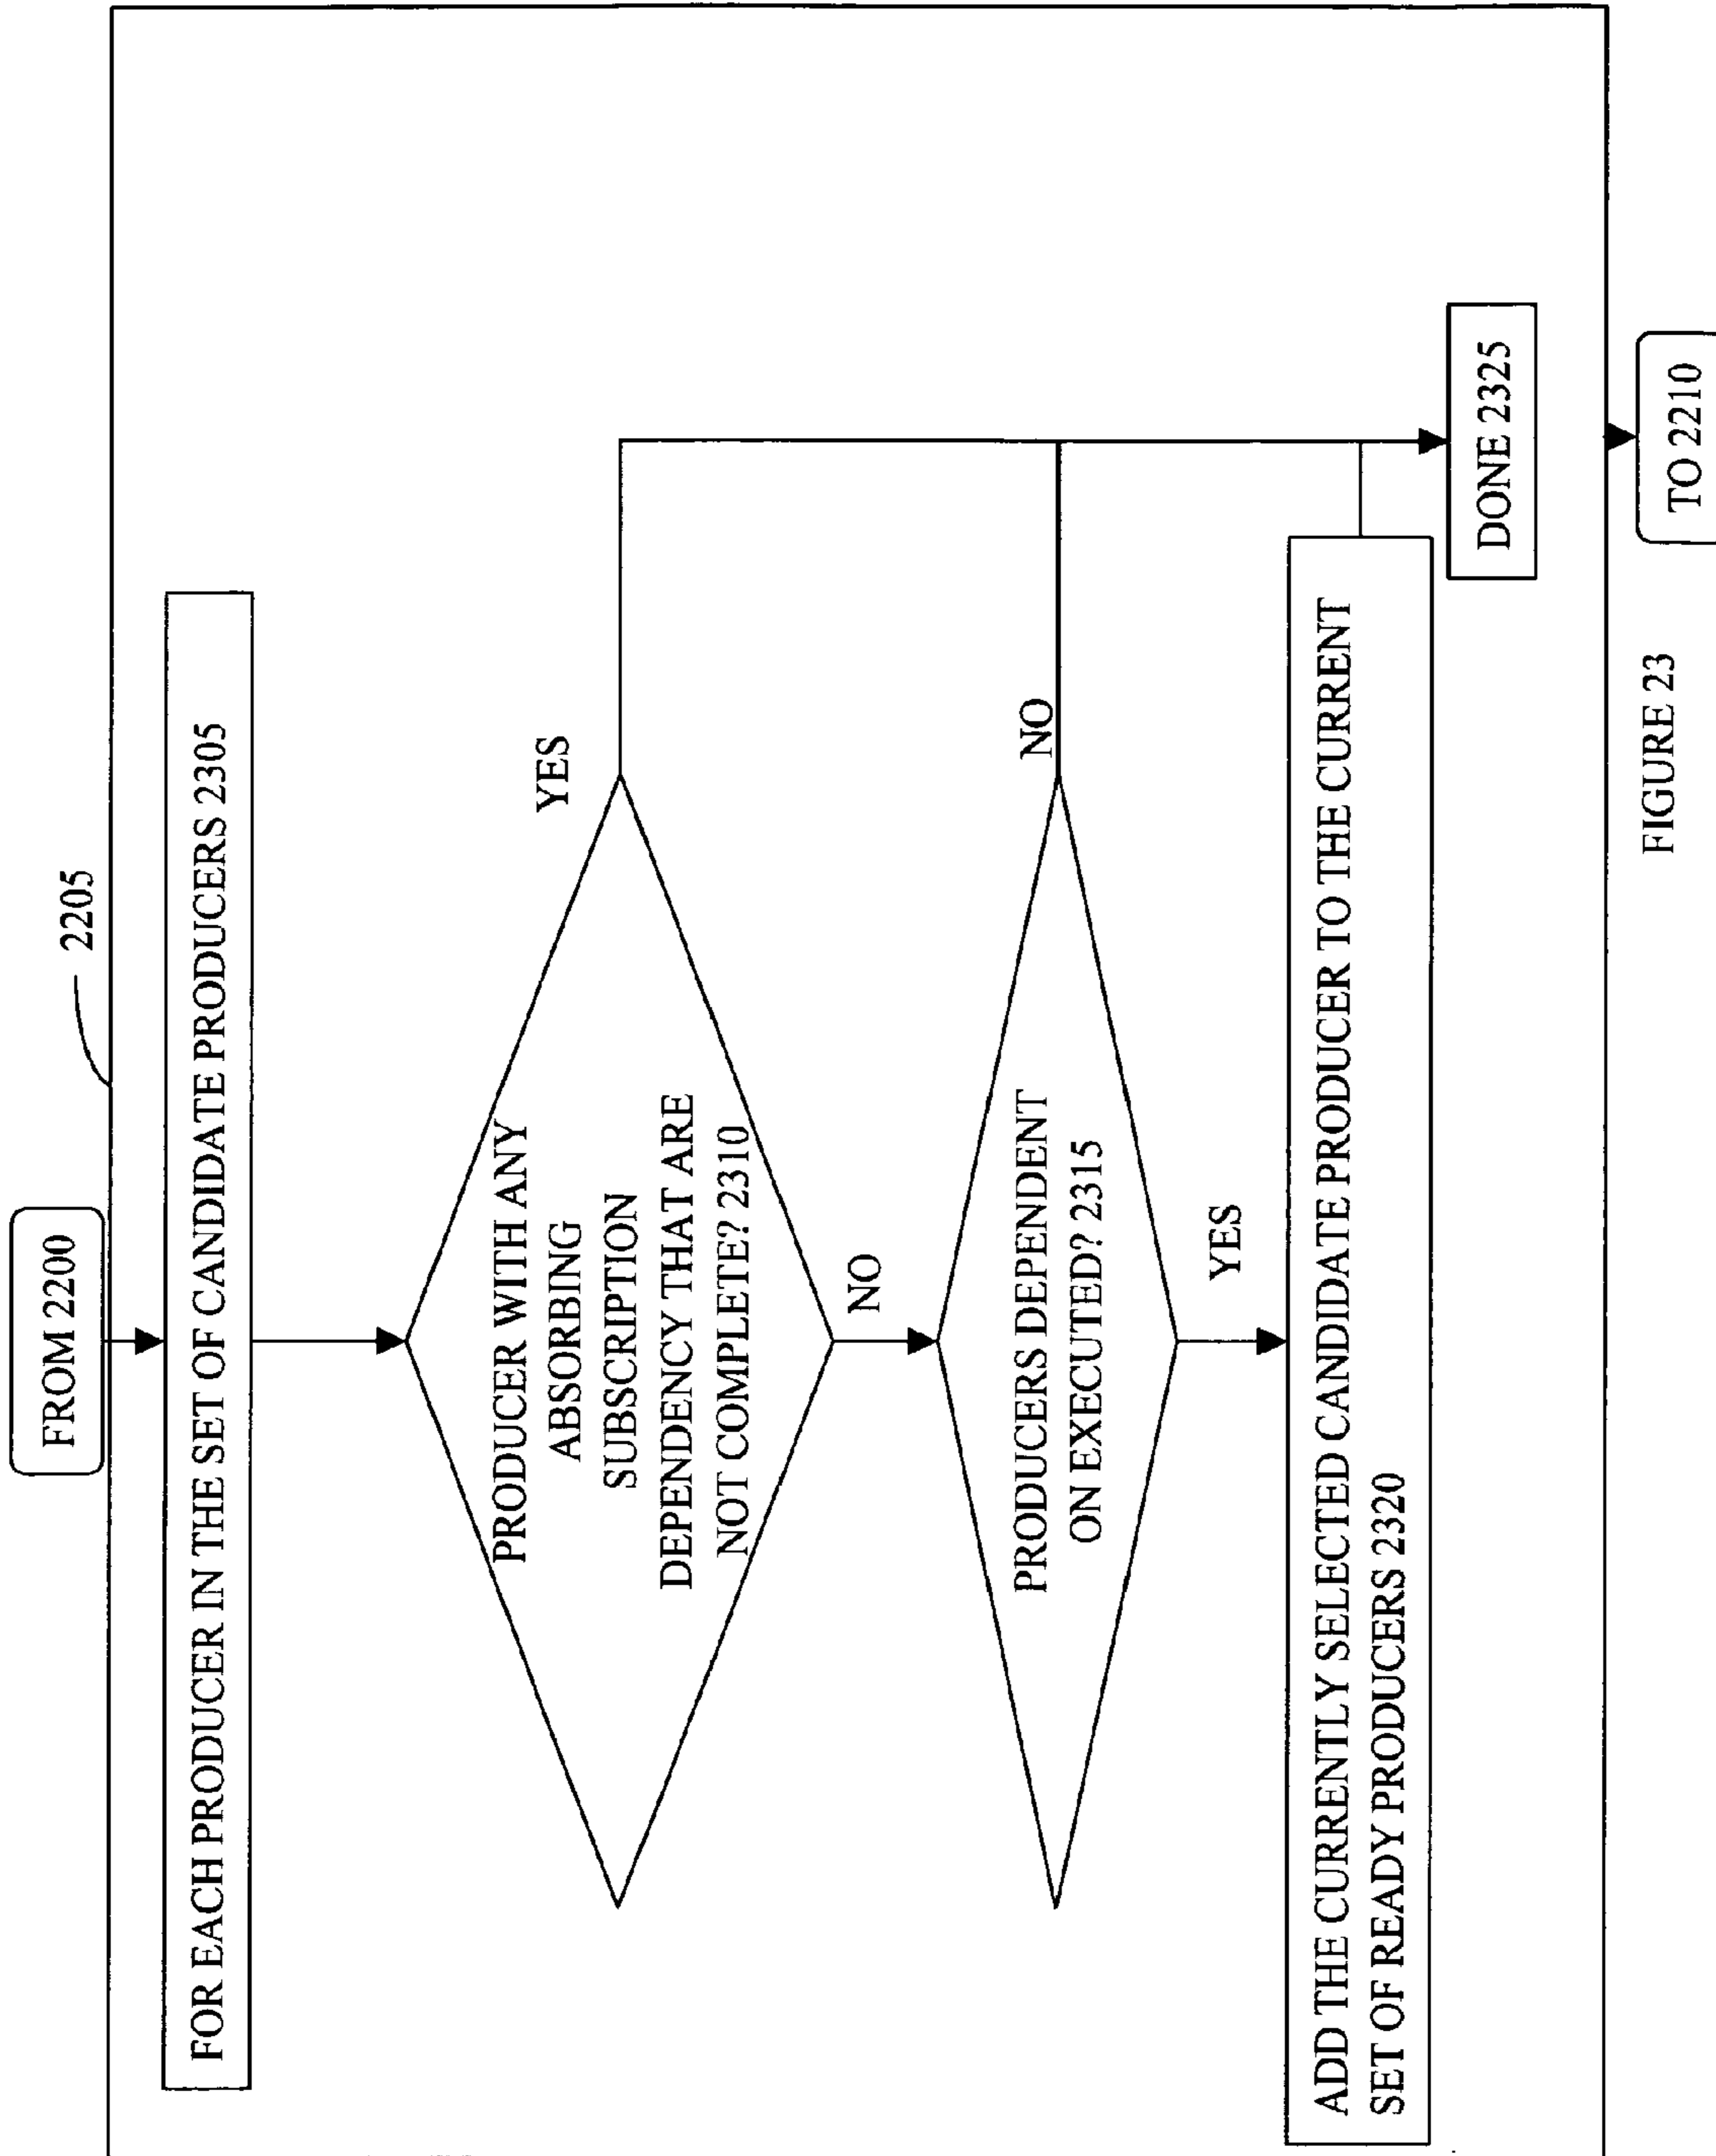 FROM 2200
2205
FOR EACH PRODUCER IN THE SET OF CANDIDATE PRODUCERS 2305
PRODUCER WITH ANY
ABSORBING
SUBSCRIPTION
DEPENDENCY THAT ARE
NOT COMPLETE? 2310
YES
NO
PRODUCERS DEPENDENT
ON EXECUTED? 2315
NO
YES
ADD THE CURRENTLY SELECTED CANDIDATE PRODUCER TO THE CURRENT
SET OF READY PRODUCERS 2320
DONE 2325
FIGURE 23
TO 2210